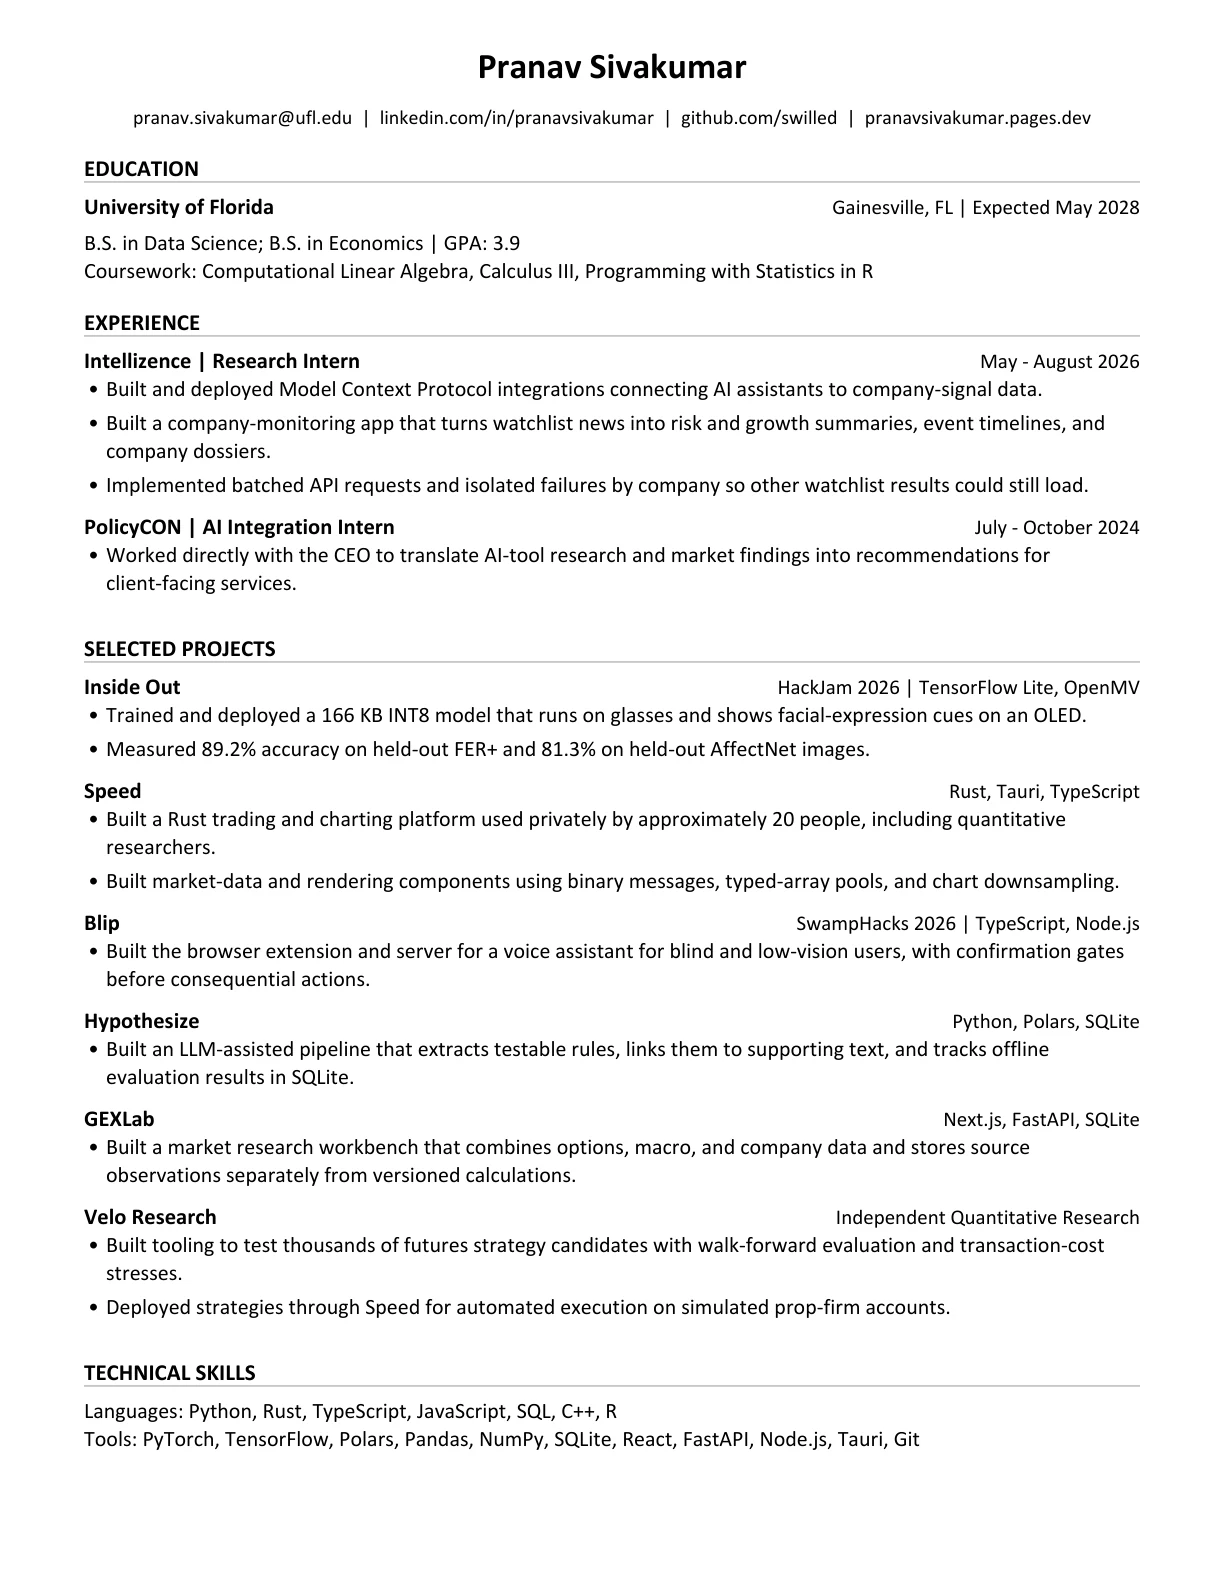 Pranav Sivakumar
pranav.sivakumar@ufl.edu | linkedin.com/in/pranavsivakumar | github.com/swilled | pranavsivakumar.pages.dev
EDUCATION
University of Florida Gainesville, FL | Expected May 2028
B.S. in Data Science; B.S. in Economics | GPA: 3.9
Coursework: Computational Linear Algebra, Calculus III, Programming with Statistics in R
EXPERIENCE
Intellizence | Research Intern May - August 2026
• Built and deployed Model Context Protocol integrations connecting AI assistants to company-signal data.
• Built a company-monitoring app that turns watchlist news into risk and growth summaries, event timelines, and
company dossiers.
• Implemented batched API requests and isolated failures by company so other watchlist results could still load.
PolicyCON | AI Integration Intern July - October 2024
• Worked directly with the CEO to translate AI-tool research and market findings into recommendations for
client-facing services.
SELECTED PROJECTS
Inside Out HackJam 2026 | TensorFlow Lite, OpenMV
• Trained and deployed a 166 KB INT8 model that runs on glasses and shows facial-expression cues on an OLED.
• Measured 89.2% accuracy on held-out FER+ and 81.3% on held-out AffectNet images.
Speed Rust, Tauri, TypeScript
• Built a Rust trading and charting platform used privately by approximately 20 people, including quantitative
researchers.
• Built market-data and rendering components using binary messages, typed-array pools, and chart downsampling.
Blip SwampHacks 2026 | TypeScript, Node.js
• Built the browser extension and server for a voice assistant for blind and low-vision users, with confirmation gates
before consequential actions.
Hypothesize Python, Polars, SQLite
• Built an LLM-assisted pipeline that extracts testable rules, links them to supporting text, and tracks offline
evaluation results in SQLite.
GEXLab Next.js, FastAPI, SQLite
• Built a market research workbench that combines options, macro, and company data and stores source
observations separately from versioned calculations.
Velo Research Independent Quantitative Research
• Built tooling to test thousands of futures strategy candidates with walk-forward evaluation and transaction-cost
stresses.
• Deployed strategies through Speed for automated execution on simulated prop-firm accounts.
TECHNICAL SKILLS
Languages: Python, Rust, TypeScript, JavaScript, SQL, C++, R
Tools: PyTorch, TensorFlow, Polars, Pandas, NumPy, SQLite, React, FastAPI, Node.js, Tauri, Git